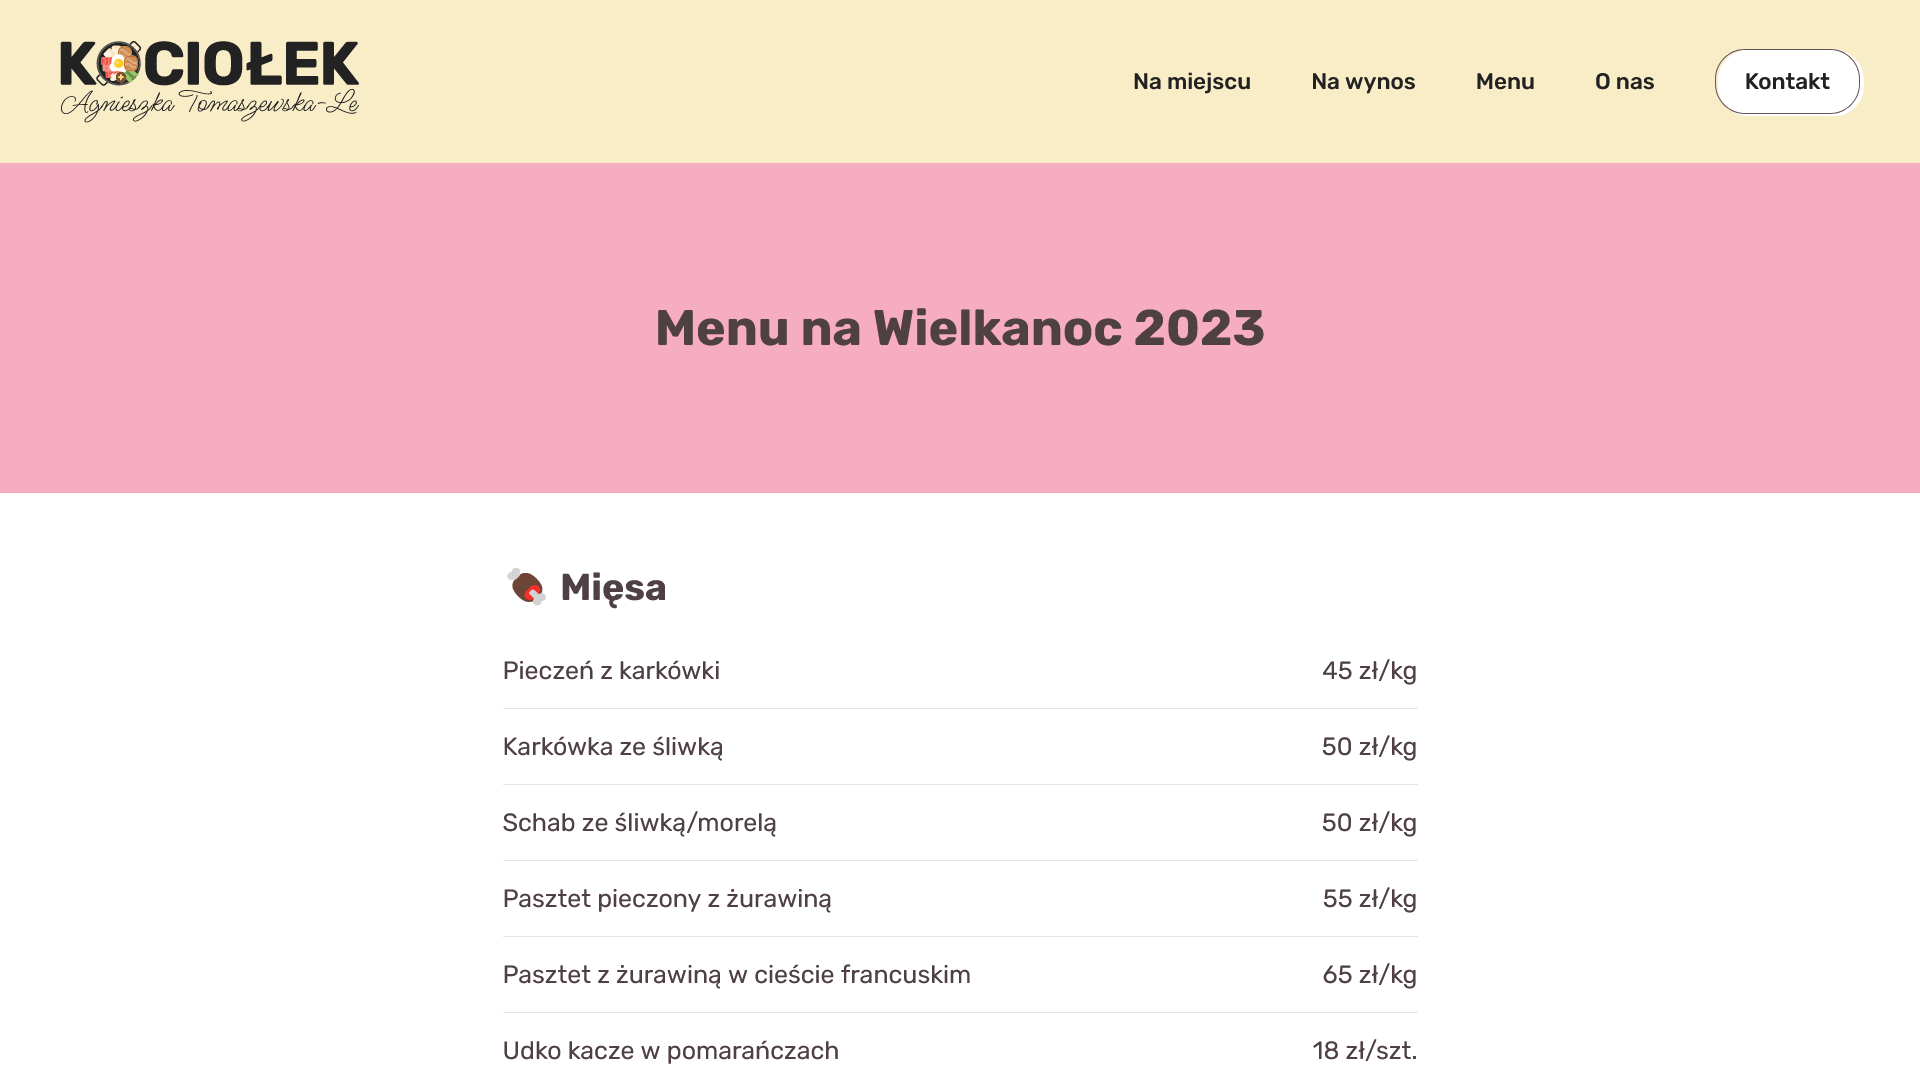 KOCIOŁEK
Agnieszka Tomaszewska-Le
Na miejscu
Na wynos
Menu
O nas
Kontakt
Menu na Wielkanoc 2023
Mięsa
Pieczeń z karkówki 45 zł/kg
Karkówka ze śliwką 50 zł/kg
Schab ze śliwką/morelą 50 zł/kg
Pasztet pieczony z żurawiną 55 zł/kg
Pasztet z żurawiną w cieście francuskim 65 zł/kg
Udko kacze w pomarańczach 18 zł/szt.